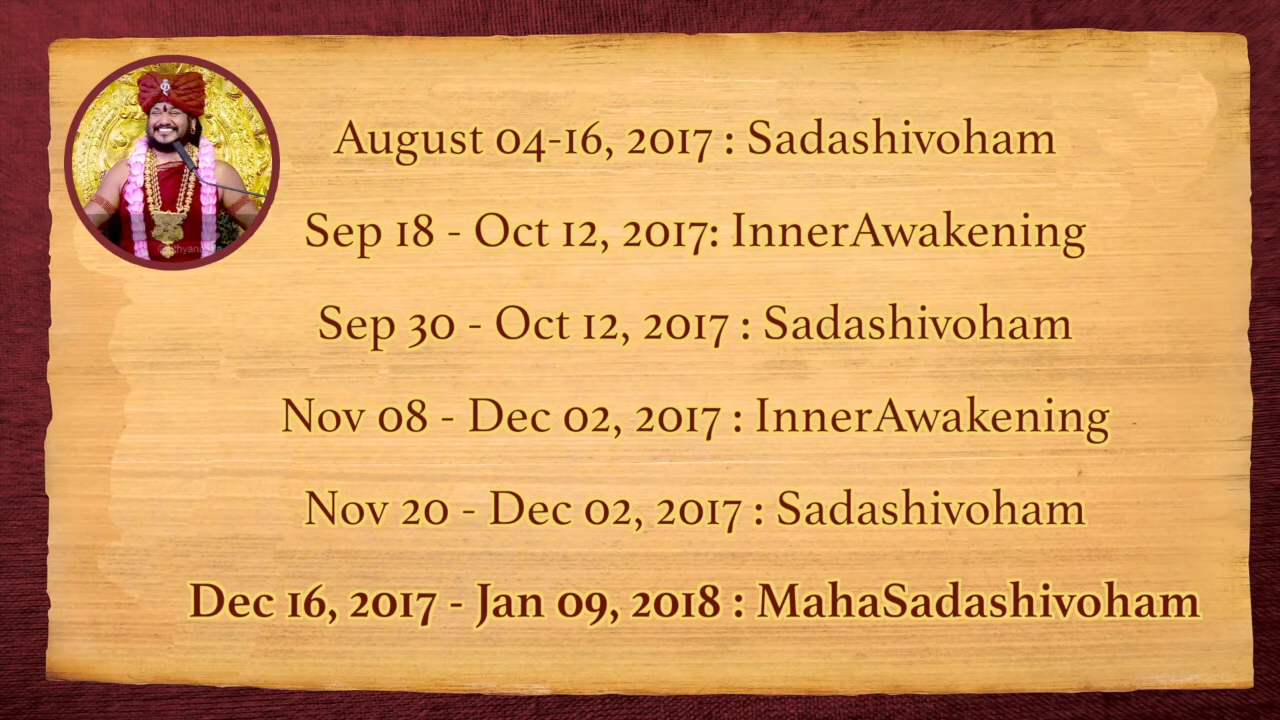 August 04-16, 2017 : Sadashivoham
Sep 18 - Oct 12, 2017: InnerAwakening
Sep 30 - Oct 12, 2017 : Sadashivoham
Nov 08 - Dec 02, 2017 : InnerAwakening
Nov 20 - Dec 02, 2017 : Sadashivoham
Dec 16, 2017 - Jan 09, 2018 : MahaSadashivoham